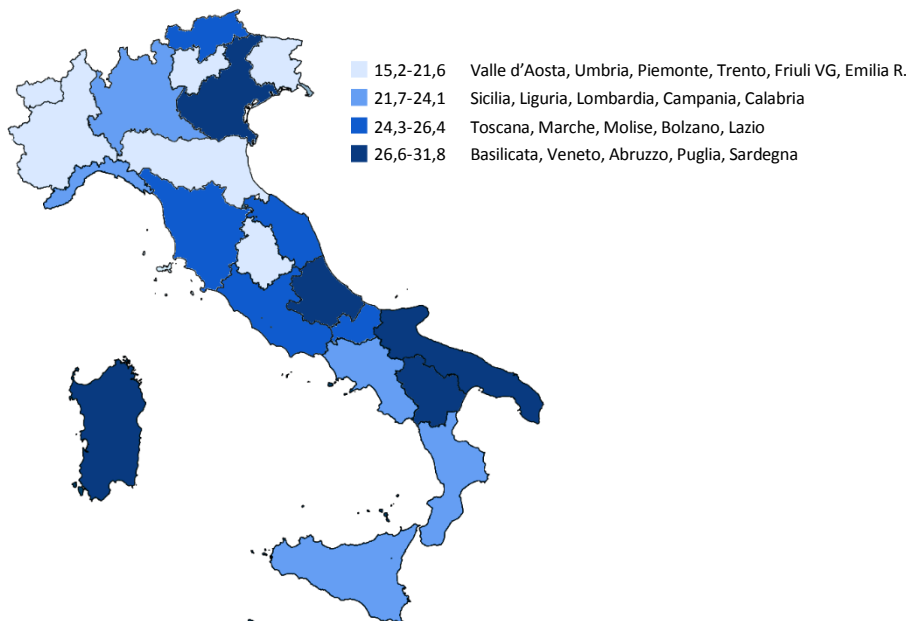 15,2-21,6 Valle d'Aosta, Umbria, Piemonte, Trento, Friuli VG, Emilia R.
21,7-24,1 Sicilia, Liguria, Lombardia, Campania, Calabria
24,3-26,4 Toscana, Marche, Molise, Bolzano, Lazio
26,6-31,8 Basilicata, Veneto, Abruzzo, Puglia, Sardegna